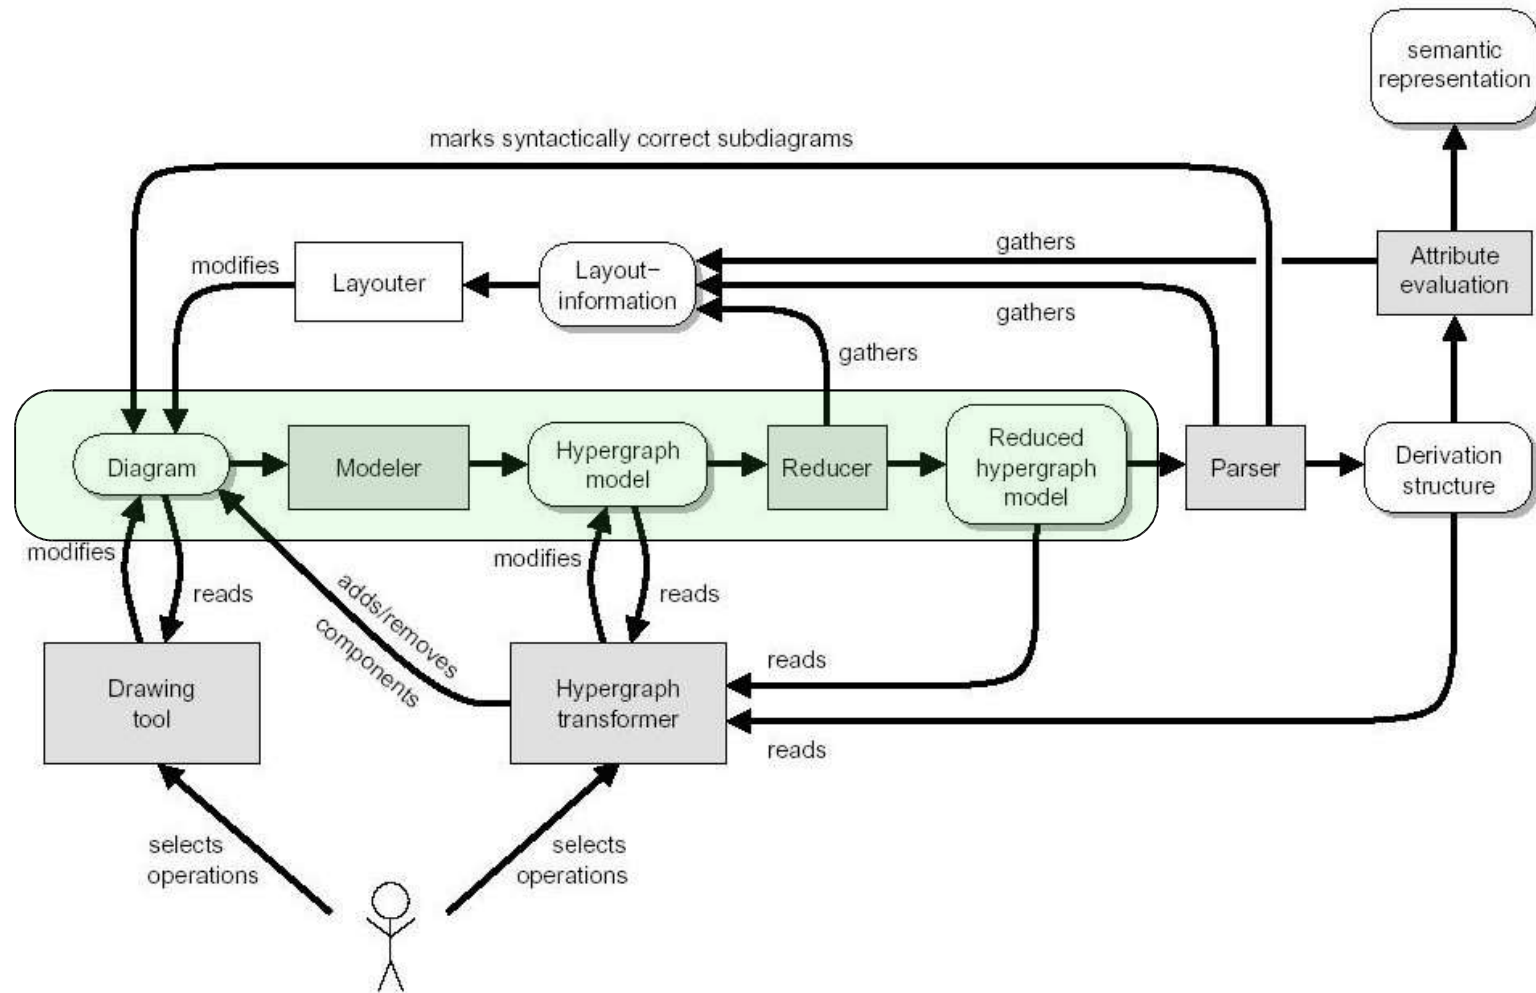 semantic
representation
marks syntactically correct subdiagrams
gathers
Attribute
evaluation
modifies
Layouter
Layout–
information
gathers
gathers
Diagram
Modeler
Hypergraph
model
Reducer
Reduced
hypergraph
model
Parser
Derivation
structure
modifies
reads
adds/removes
components
modifies
reads
Drawing
tool
Hypergraph
transformer
reads
reads
selects
operations
selects
operations